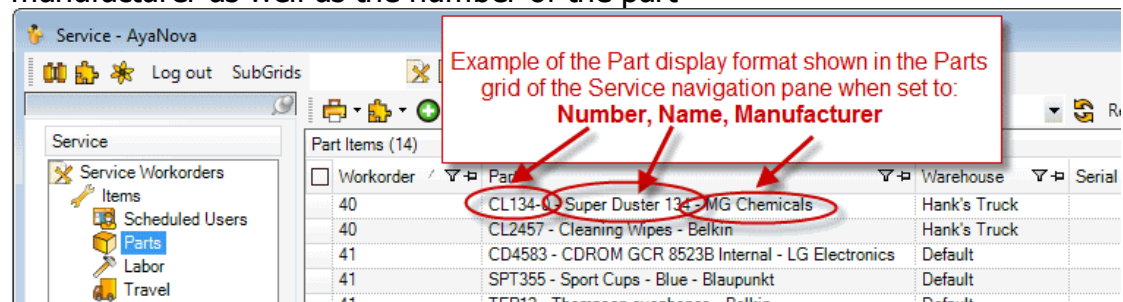 manufacturer as well as the number of the part
Service - AyaNova
Log out SubGrids
Example of the Part display format shown in the Parts
grid of the Service navigation pane when set to:
Number, Name, Manufacturer
Service
Part Items (14)
Service Workorders
Items
Scheduled Users
Parts
Labor
Travel
Workorder Part Warehouse Serial
40 CL134-0 - Super Duster 134 - MG Chemicals Hank's Truck
40 CL2457 - Cleaning Wipes - Belkin Hank's Truck
41 CD4583 - CDROM GCR 8523B Internal - LG Electronics Default
41 SPT355 - Sport Cups - Blue - Blaupunkt Default